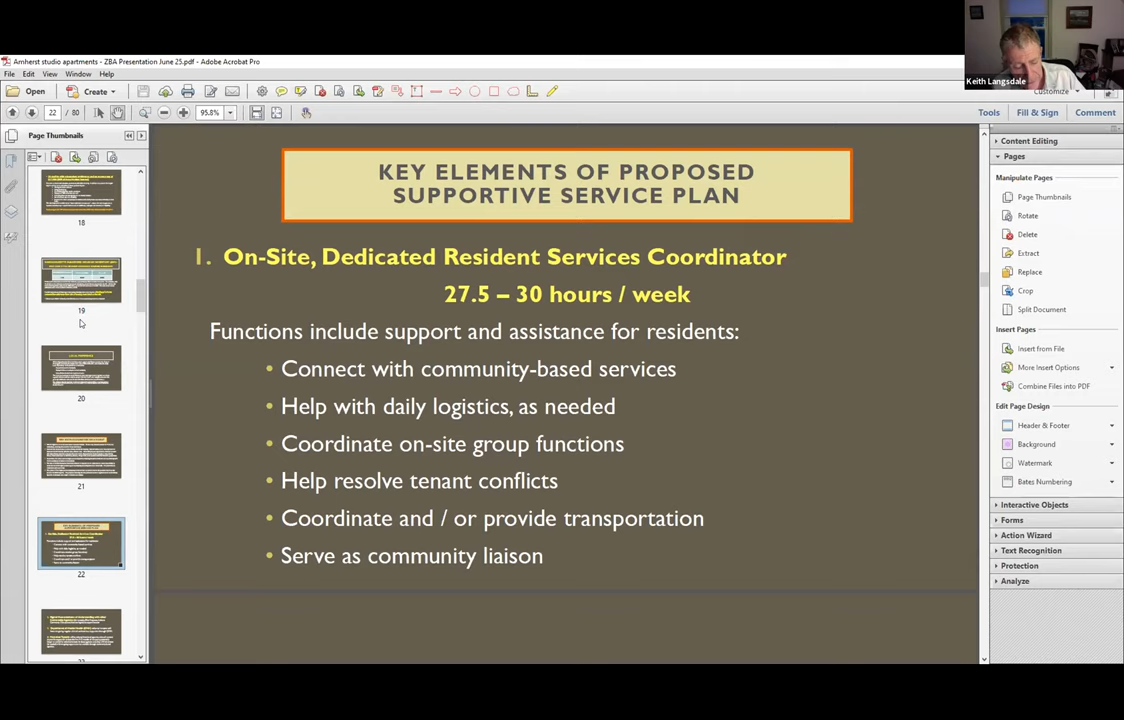 Amherst studio apartments - ZBA Presentation June 25.pdf - Adobe Acrobat Pro
File Edit View Window Help
Keith Langsdale
Open
Create
Customize
22 / 80
95.8%
Tools
Fill & Sign
Comment
Page Thumbnails
18
19
20
21
22
KEY ELEMENTS OF PROPOSED
SUPPORTIVE SERVICE PLAN
1. On-Site, Dedicated Resident Services Coordinator
27.5 – 30 hours / week
Functions include support and assistance for residents:
• Connect with community-based services
• Help with daily logistics, as needed
• Coordinate on-site group functions
• Help resolve tenant conflicts
• Coordinate and / or provide transportation
• Serve as community liaison
Content Editing
Pages
Manipulate Pages
Page Thumbnails
Rotate
Delete
Extract
Replace
Crop
Split Document
Insert Pages
Insert from File
More Insert Options
Combine Files into PDF
Edit Page Design
Header & Footer
Background
Watermark
Bates Numbering
Interactive Objects
Forms
Action Wizard
Text Recognition
Protection
Analyze